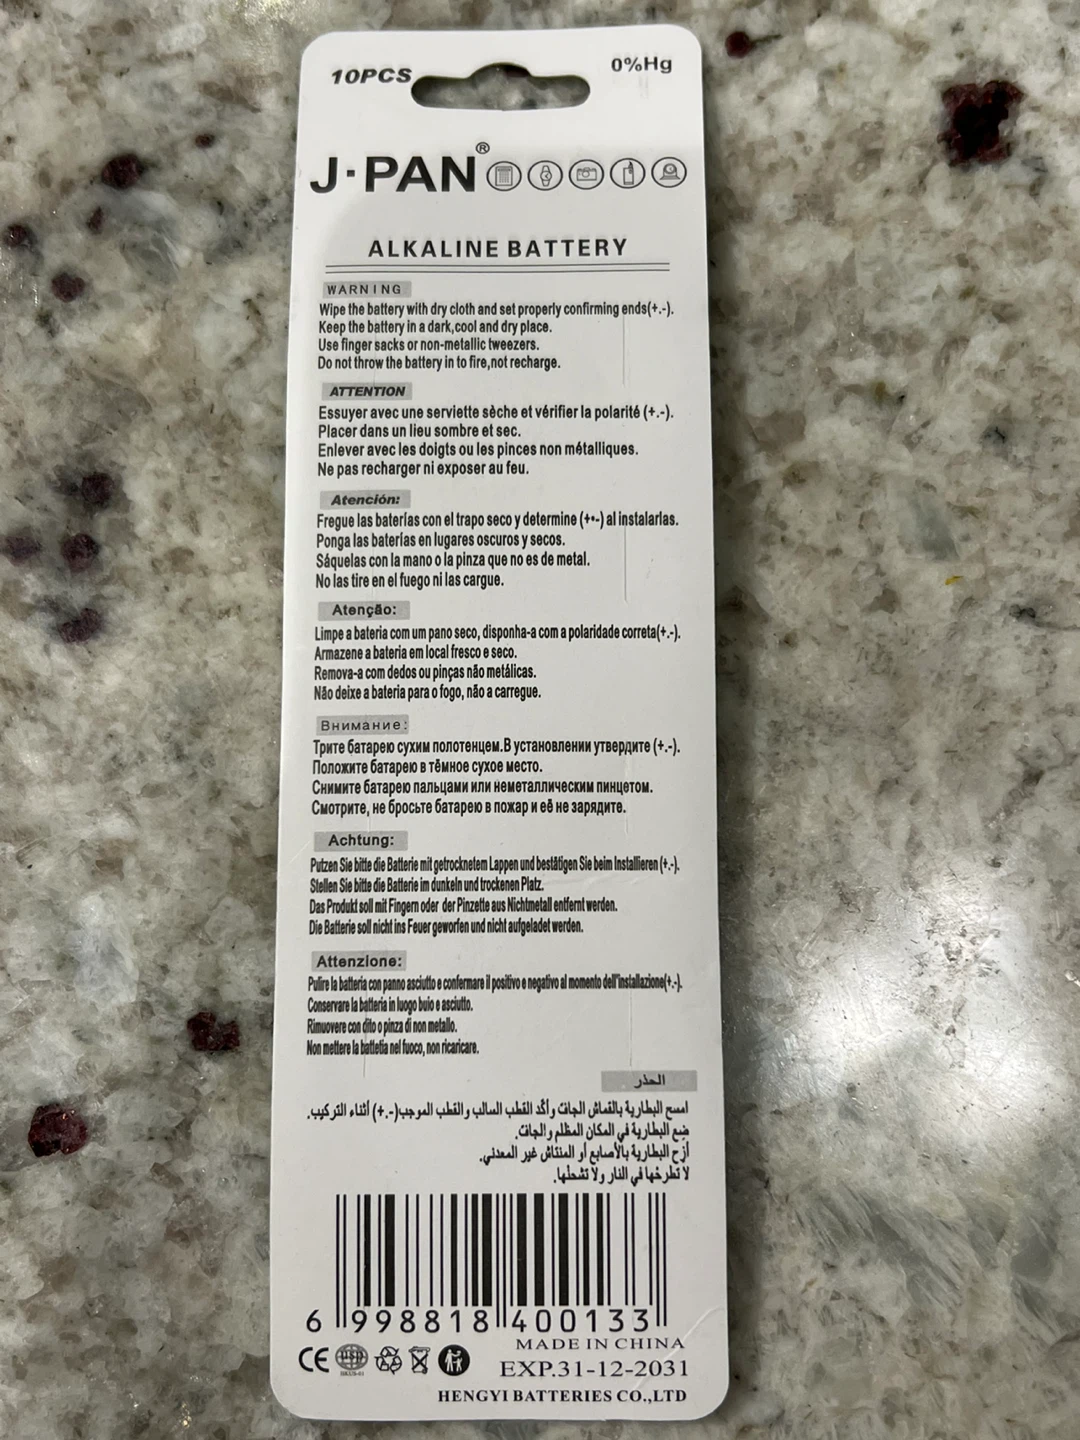 10PCS
0%Hg
J·PAN®
ALKALINE BATTERY
WARNING
Wipe the battery with dry cloth and set properly confirming ends(+.-).
Keep the battery in a dark,cool and dry place.
Use finger sacks or non-metallic tweezers.
Do not throw the battery in to fire,not recharge.
ATTENTION
Essuyer avec une serviette sèche et vérifier la polarité (+.-).
Placer dans un lieu sombre et sec.
Enlever avec les doigts ou les pinces non métalliques.
Ne pas recharger ni exposer au feu.
Atención:
Fregue las baterías con el trapo seco y determine (+•-) al instalarlas.
Ponga las baterías en lugares oscuros y secos.
Sáquelas con la mano o la pinza que no es de metal.
No las tire en el fuego ni las cargue.
Atenção:
Limpe a bateria com um pano seco, disponha-a com a polaridade correta(+.-).
Armazene a bateria em local fresco e seco.
Remova-a com dedos ou pinças não metálicas.
Não deixe a bateria para o fogo, não a carregue.
Внимание:
Трите батарею сухим полотенцем.В установлении утвердите (+.-).
Положите батарею в тёмное сухое место.
Снимите батарею пальцами или неметаллическим пинцетом.
Смотрите, не бросьте батарею в пожар и её не зарядите.
Achtung:
Putzen Sie bitte die Batterie mit getrocknetem Lappen und bestätigen Sie beim Installieren (+.-).
Stellen Sie bitte die Batterie im dunkeln und trockenen Platz.
Das Produkt soll mit Fingern oder der Pinzette aus Nichtmetall entfernt werden.
Die Batterie soll nicht ins Feuer geworfen und nicht aufgeladet werden.
Attenzione:
Pulire la batteria con panno asciutto e confermare il positivo e negativo al momento dell'installazione(+.-).
Conservare la batteria in luogo buio e asciutto.
Rimuovere con dito o pinza di non metallo.
Non mettere la battetia nel fuoco, non ricaricare.
الحذر
امسح البطارية بالقماش الجات وأكّد القطب السالب والقطب الموجب(-.+) أثناء التركيب.
ضع البطارية في المكان المظلم والجات.
أزح البطارية بالأصابع أو المنتاش غير المعدني.
لا تطرحها في النار ولا تشحلها.
6 998818 400133
MADE IN CHINA
CE
EXP.31-12-2031
HENGYI BATTERIES CO.,LTD